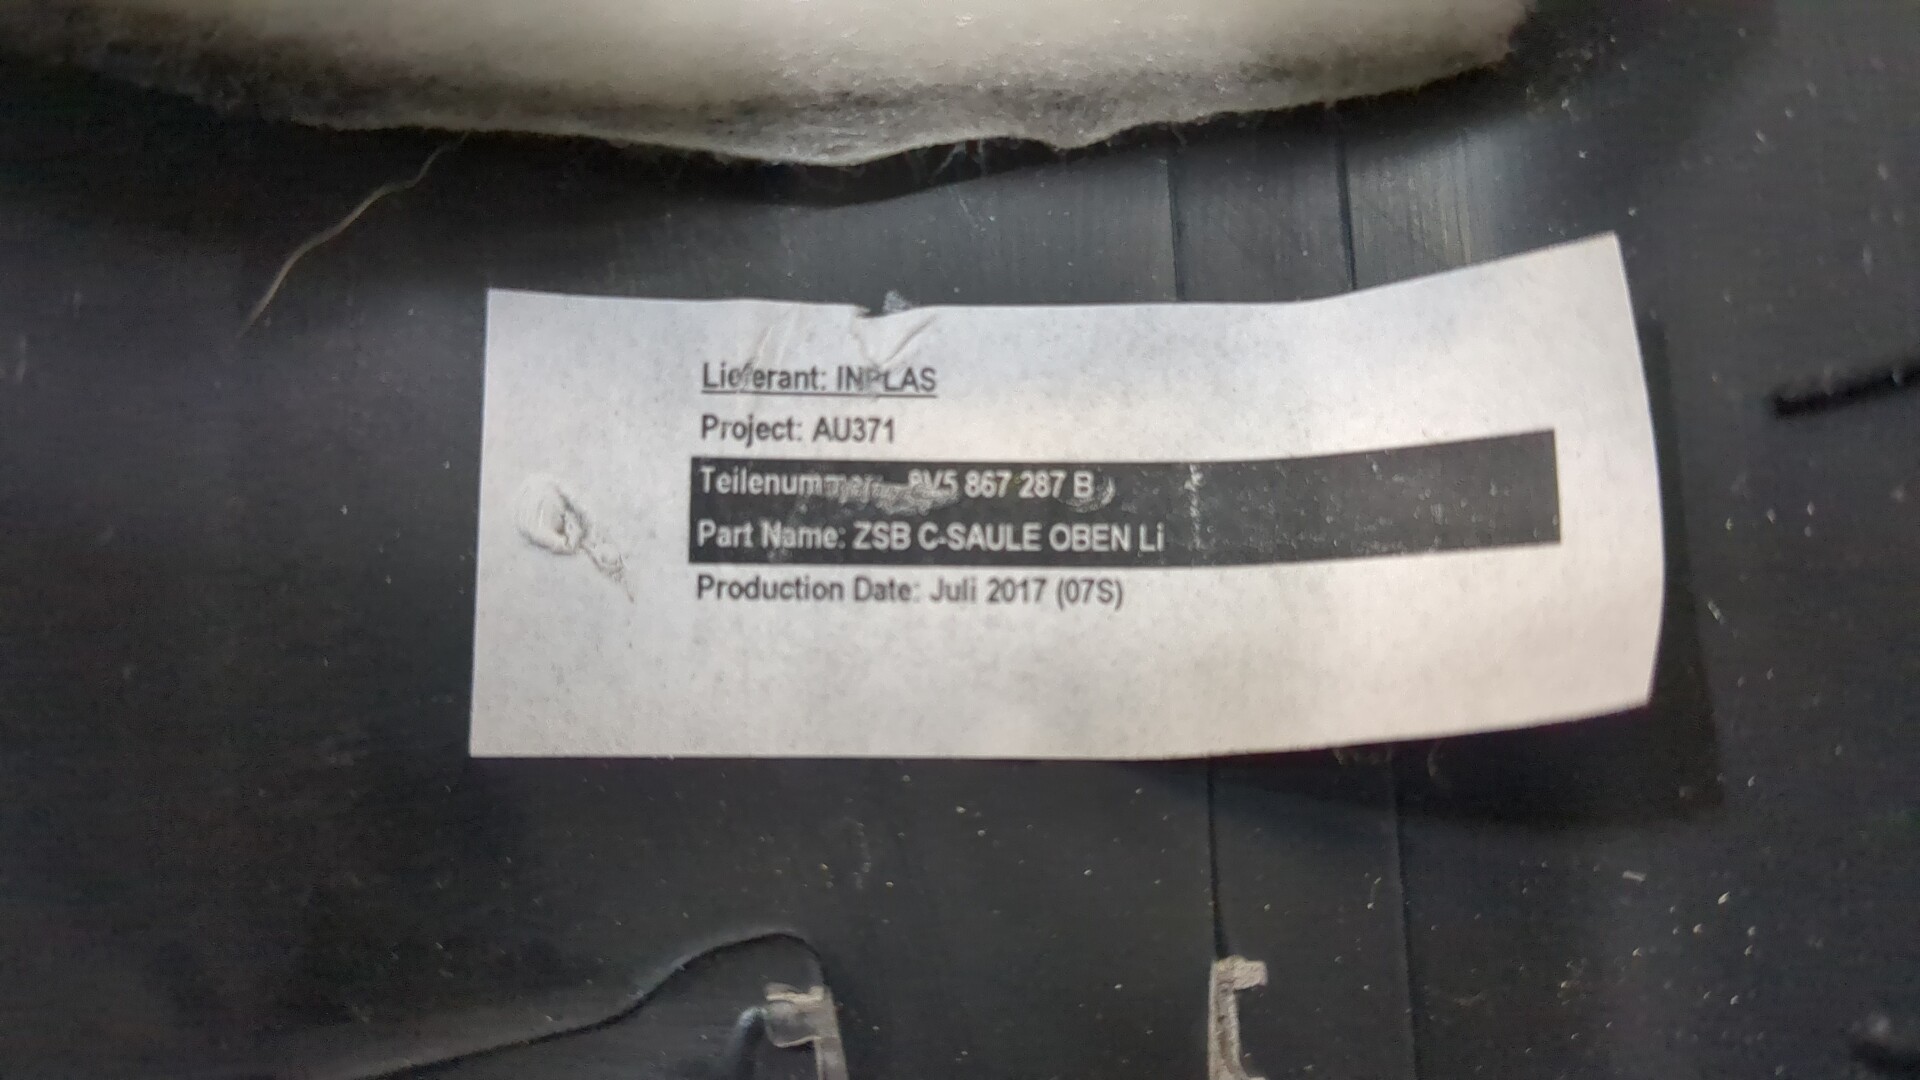 Lieferant: INPLAS
Project: AU371
Teilenummer: 8V5 867 287 B
Part Name: ZSB C-SAULE OBEN Li
Production Date: Juli 2017 (07S)